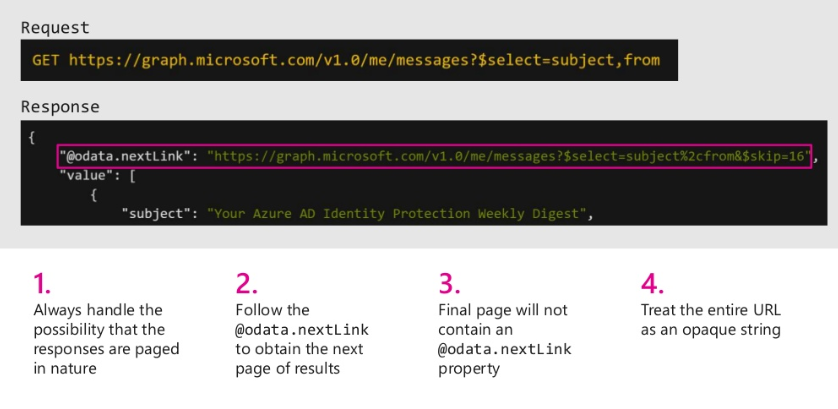 Request
GET https://graph.microsoft.com/v1.0/me/messages?$select=subject,from
Response
{
"@odata.nextLink": "https://graph.microsoft.com/v1.0/me/messages?$select=subject%2cfrom&$skip=16",
"value": [
{
"subject": "Your Azure AD Identity Protection Weekly Digest",
1.
Always handle the
possibility that the
responses are paged
in nature
2.
Follow the
@odata.nextLink
to obtain the next
page of results
3.
Final page will not
contain an
@odata.nextLink
property
4.
Treat the entire URL
as an opaque string